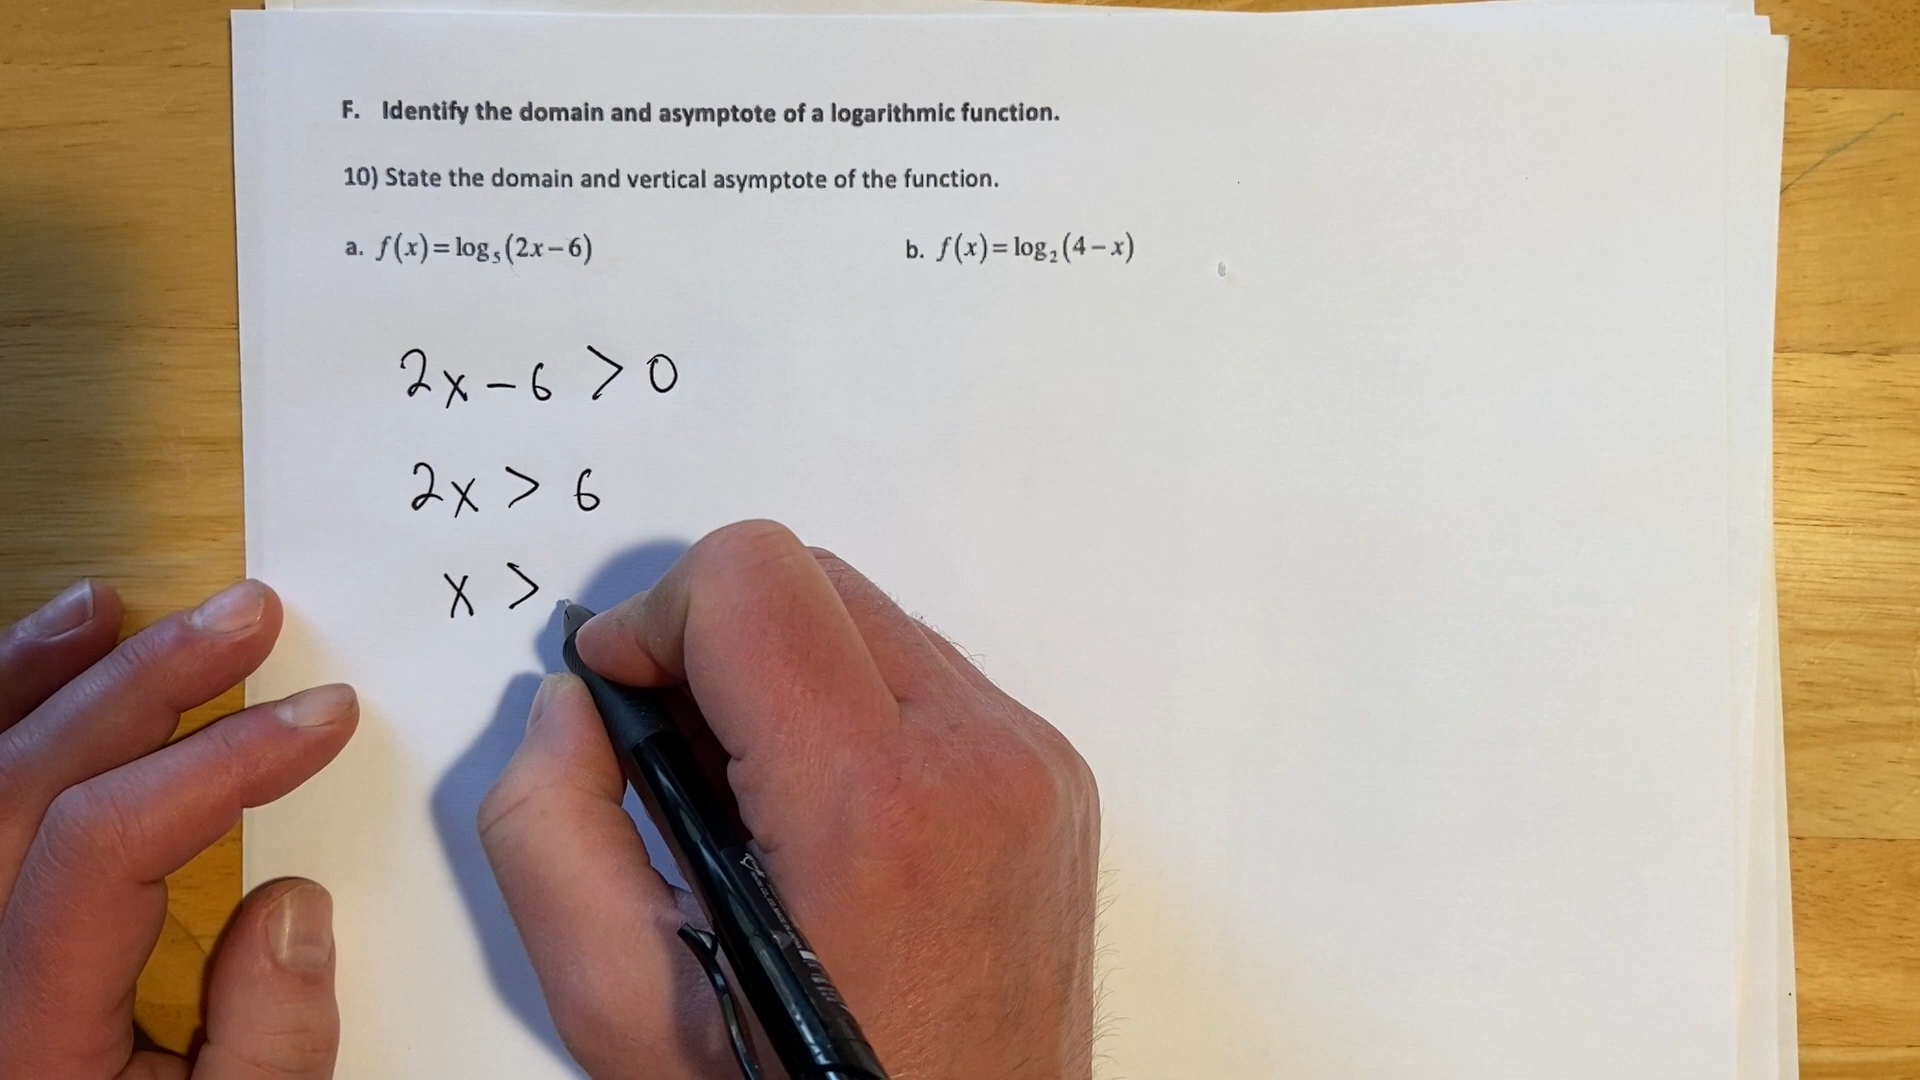 F. Identify the domain and asymptote of a logarithmic function.
10) State the domain and vertical asymptote of the function.
a. f(x)=log₅(2x−6)
b. f(x)=log₂(4−x)
2x − 6 > 0
2x > 6
x >